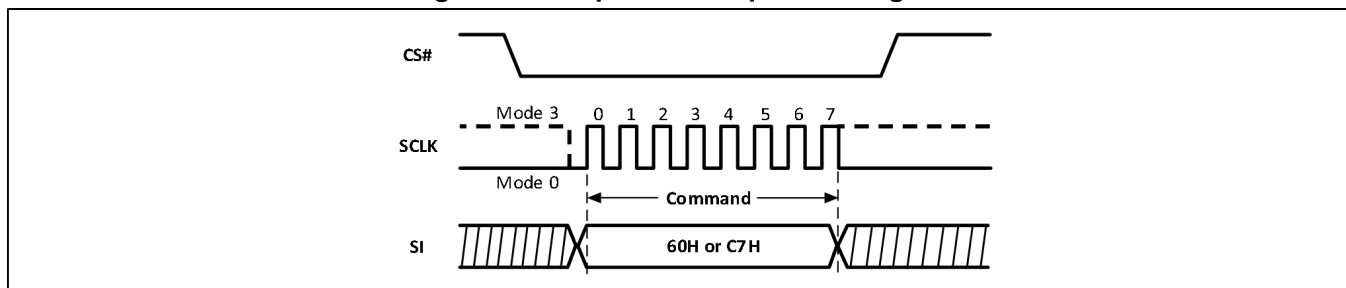 CS#
Mode 3 0 1 2 3 4 5 6 7
SCLK
Mode 0
Command
SI 60H or C7H